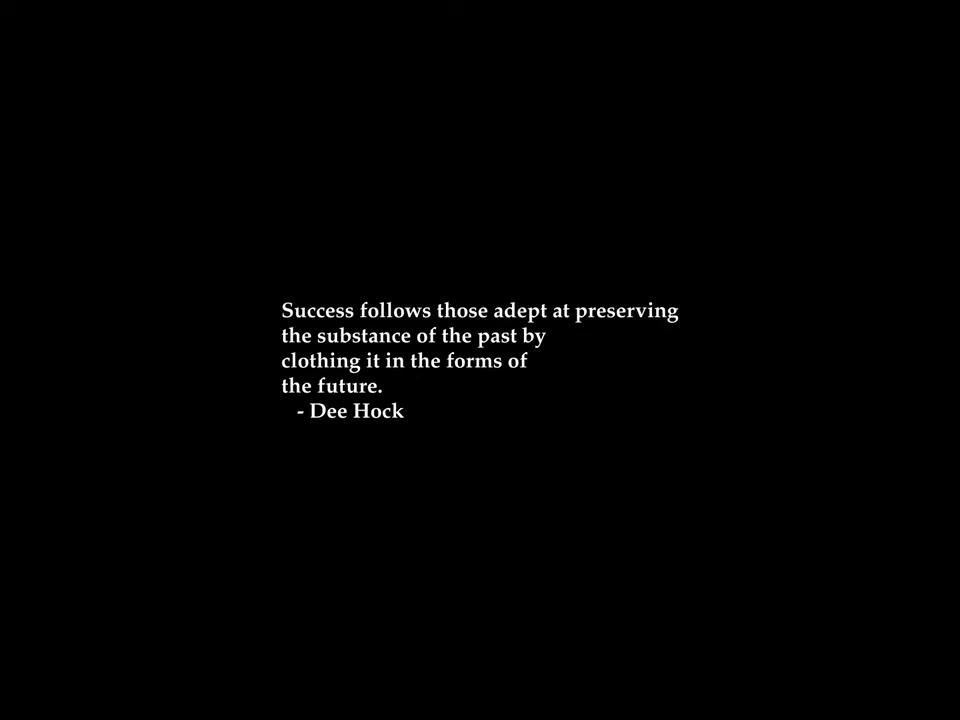 Success follows those adept at preserving
the substance of the past by
clothing it in the forms of
the future.
- Dee Hock